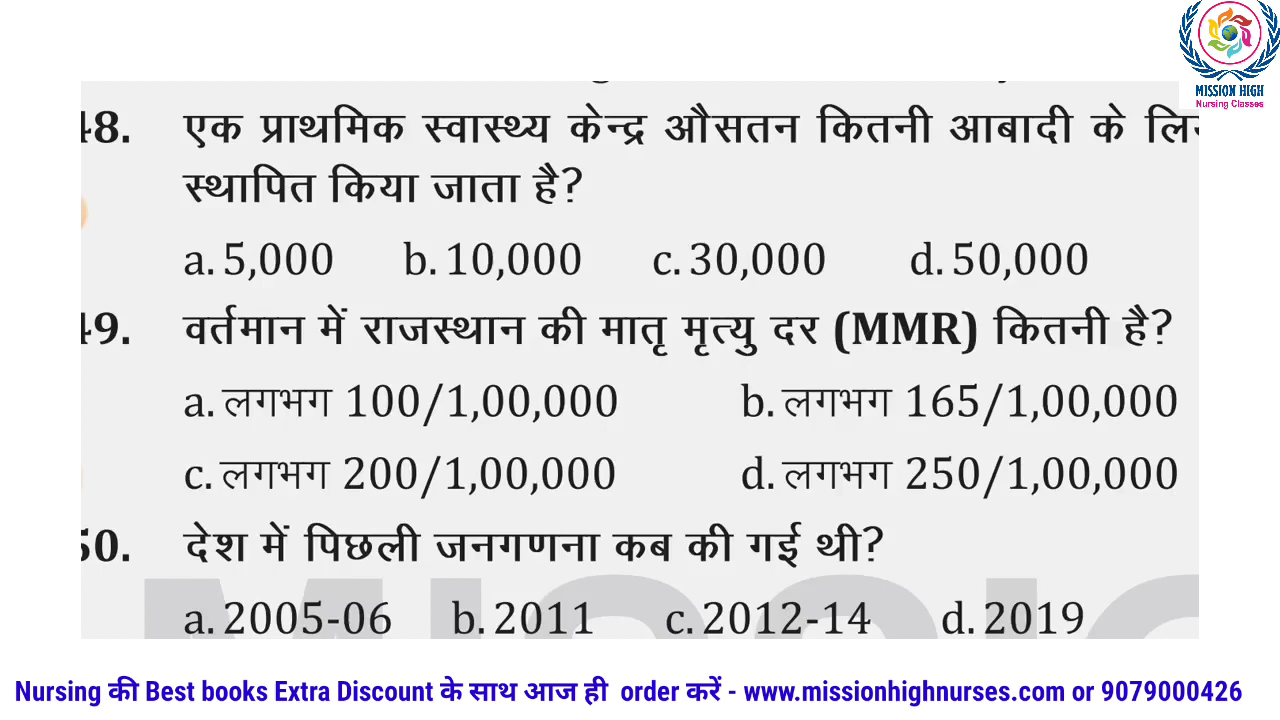 MISSION HIGH
Nursing Classes
48. एक प्राथमिक स्वास्थ्य केन्द्र औसतन कितनी आबादी के
स्थापित किया जाता है?
a. 5,000 b. 10,000 c. 30,000 d. 50,000
49. वर्तमान में राजस्थान की मातृ मृत्यु दर (MMR) कितनी है?
a. लगभग 100/1,00,000 b. लगभग 165/1,00,000
c. लगभग 200/1,00,000 d. लगभग 250/1,00,000
50. देश में पिछली जनगणना कब की गई थी?
a. 2005-06 b. 2011 c. 2012-14 d. 2019
Nursing की Best books Extra Discount के साथ आज ही order करें - www.missionhighnurses.com or 9079000426